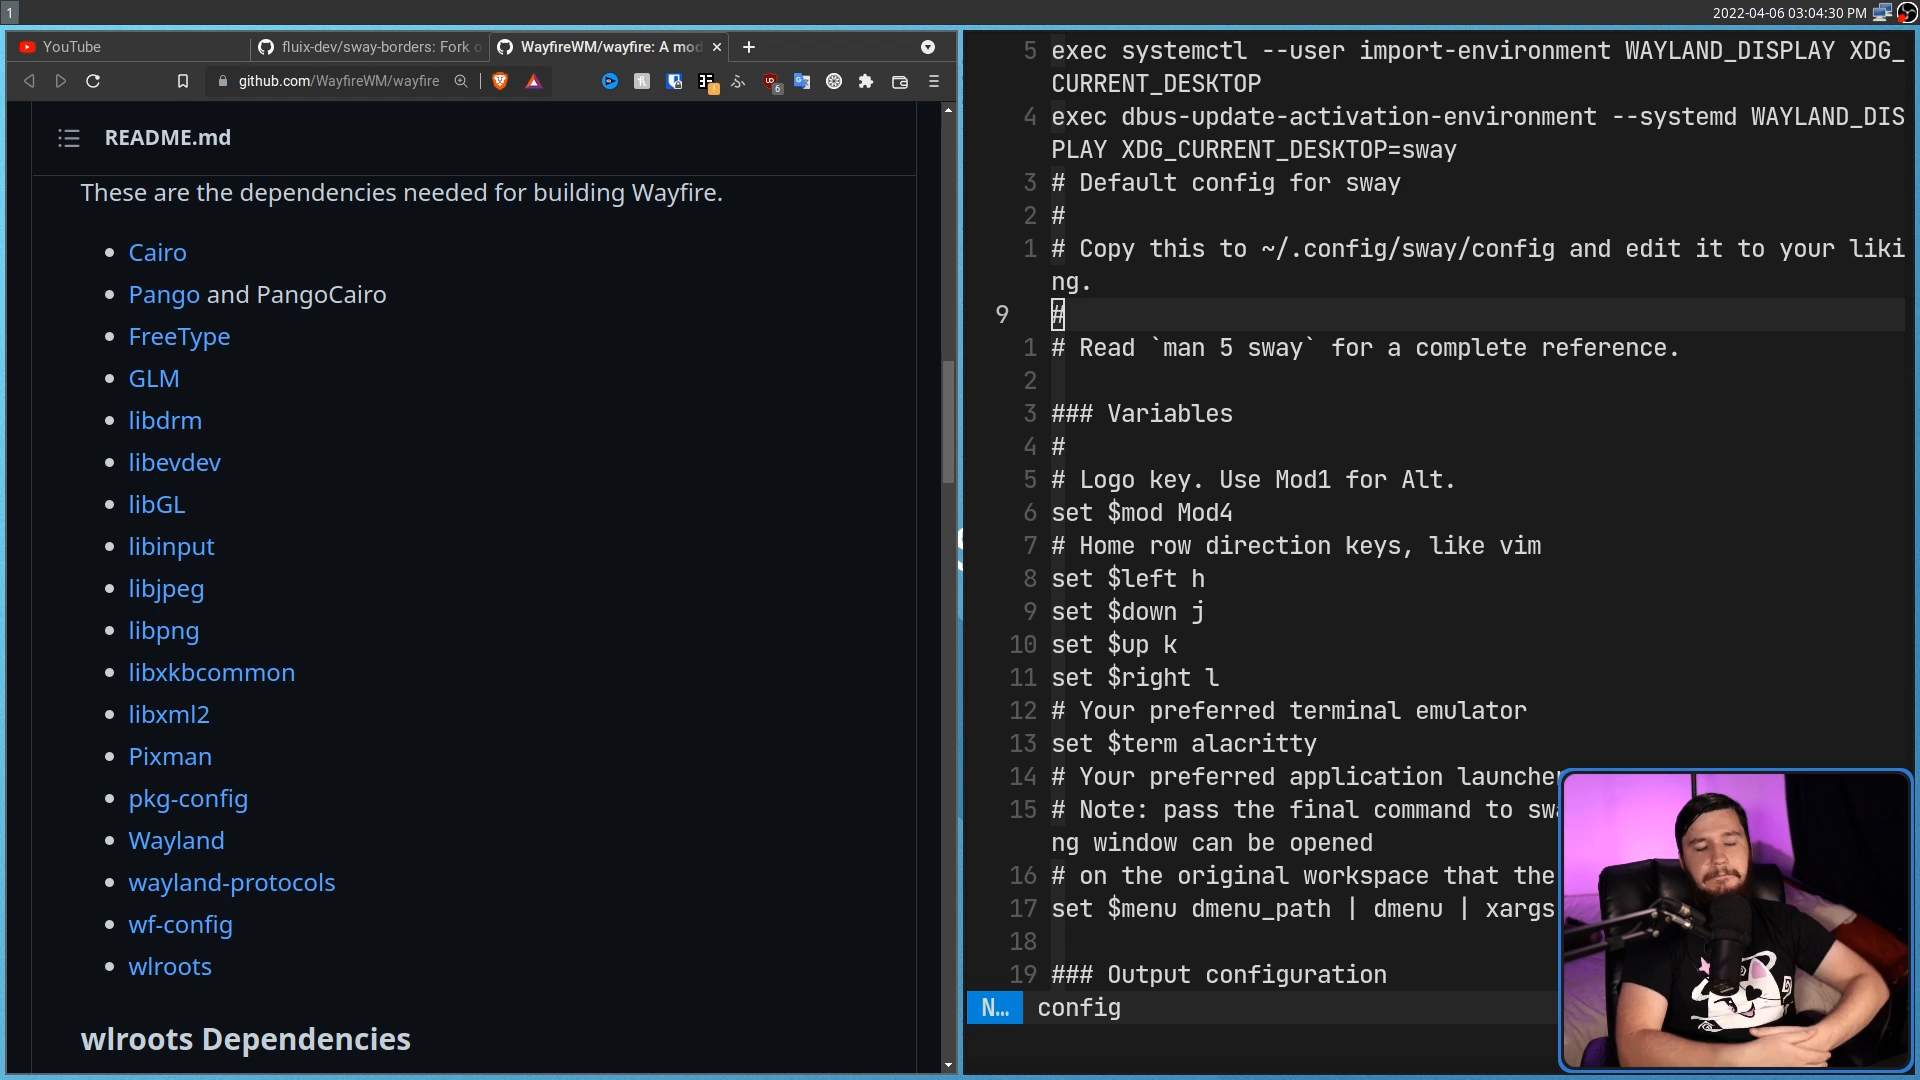 1
2022-04-06 03:04:30 PM
YouTube
fluix-dev/sway-borders: Fork o
WayfireWM/wayfire: A mod
github.com/WayfireWM/wayfire
6
README.md
These are the dependencies needed for building Wayfire.
Cairo
Pango and PangoCairo
FreeType
GLM
libdrm
libevdev
libGL
libinput
libjpeg
libpng
libxkbcommon
libxml2
Pixman
pkg-config
Wayland
wayland-protocols
wf-config
wlroots
wlroots Dependencies
5 exec systemctl --user import-environment WAYLAND_DISPLAY XDG_
CURRENT_DESKTOP
4 exec dbus-update-activation-environment --systemd WAYLAND_DIS
PLAY XDG_CURRENT_DESKTOP=sway
3 # Default config for sway
2 #
1 # Copy this to ~/.config/sway/config and edit it to your liki
ng.
9 #
1 # Read `man 5 sway` for a complete reference.
2
3 ### Variables
4 #
5 # Logo key. Use Mod1 for Alt.
6 set $mod Mod4
7 # Home row direction keys, like vim
8 set $left h
9 set $down j
10 set $up k
11 set $right l
12 # Your preferred terminal emulator
13 set $term alacritty
14 # Your preferred application launche
15 # Note: pass the final command to sw
ng window can be opened
16 # on the original workspace that the
17 set $menu dmenu_path | dmenu | xargs
18
19 ### Output configuration
N… config